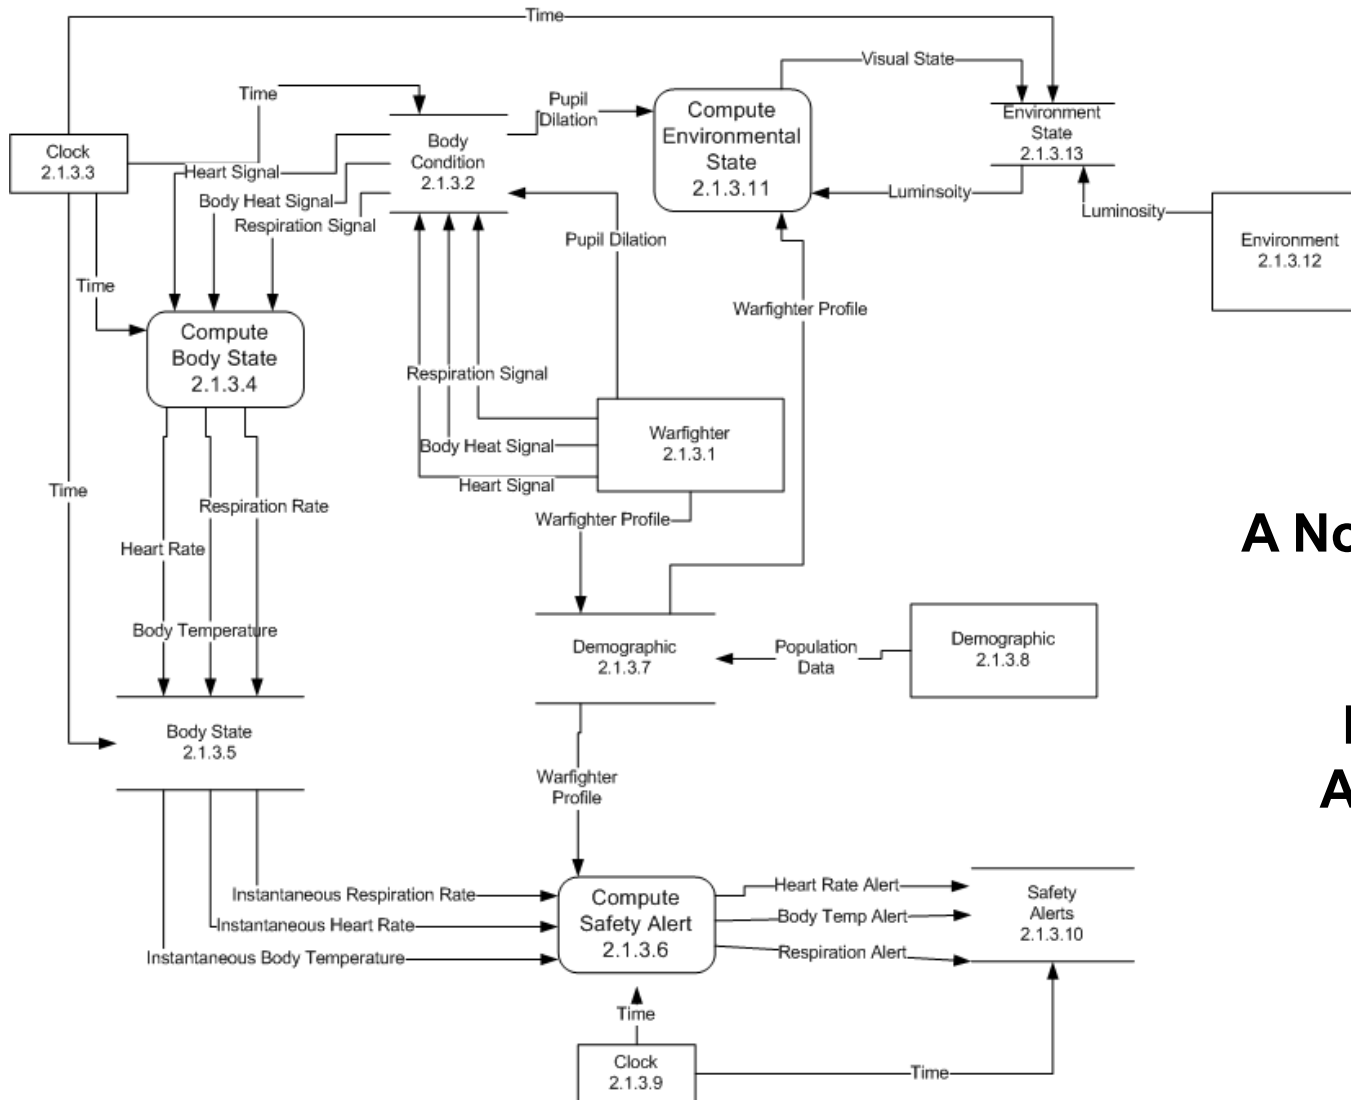 Time
Visual State
Time
Pupil
Dilation
Compute
Environmental
State
2.1.3.11
Environment
State
2.1.3.13
Clock
2.1.3.3
Body
Condition
2.1.3.2
Heart Signal
Body Heat Signal
Respiration Signal
Luminsoity
Luminosity
Pupil Dilation
Environment
2.1.3.12
Time
Warfighter Profile
Compute
Body State
2.1.3.4
Respiration Signal
Warfighter
2.1.3.1
Body Heat Signal
Heart Signal
Time
Respiration Rate
Warfighter Profile
A No
Heart Rate
Body Temperature
Demographic
2.1.3.7
Population
Data
Demographic
2.1.3.8
Body State
2.1.3.5
Warfighter
Profile
A
Instantaneous Respiration Rate
Instantaneous Heart Rate
Instantaneous Body Temperature
Compute
Safety Alert
2.1.3.6
Heart Rate Alert
Body Temp Alert
Respiration Alert
Safety
Alerts
2.1.3.10
Time
Clock
2.1.3.9
Time